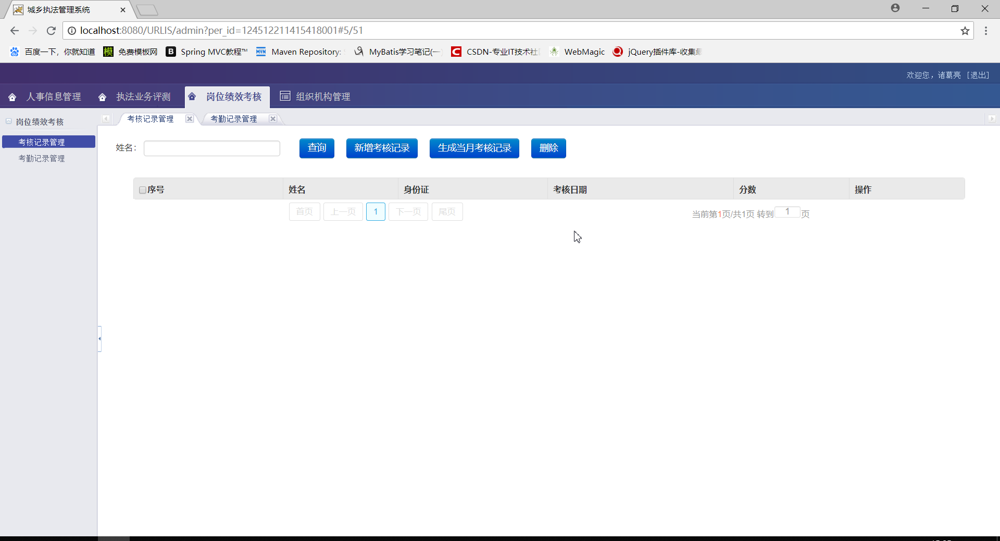 城乡执法管理系统
localhost:8080/URLIS/admin?per_id=124512211415418001#5/51
百度一下，你就知道 模 免费模板网 B Spring MVC教程™ MVN Maven Repository: MyBatis学习笔记(一 C CSDN-专业IT技术社 WebMagic jQuery插件库-收集
欢迎您，诸葛亮 [退出]
人事信息管理 执法业务评测 岗位绩效考核 组织机构管理
岗位绩效考核
考核记录管理
考勤记录管理
考核记录管理 考勤记录管理
姓名： 查询 新增考核记录 生成当月考核记录 删除
序号 姓名 身份证 考核日期 分数 操作
首页 上一页 1 下一页 尾页 当前第1页/共1页 转到 1 页